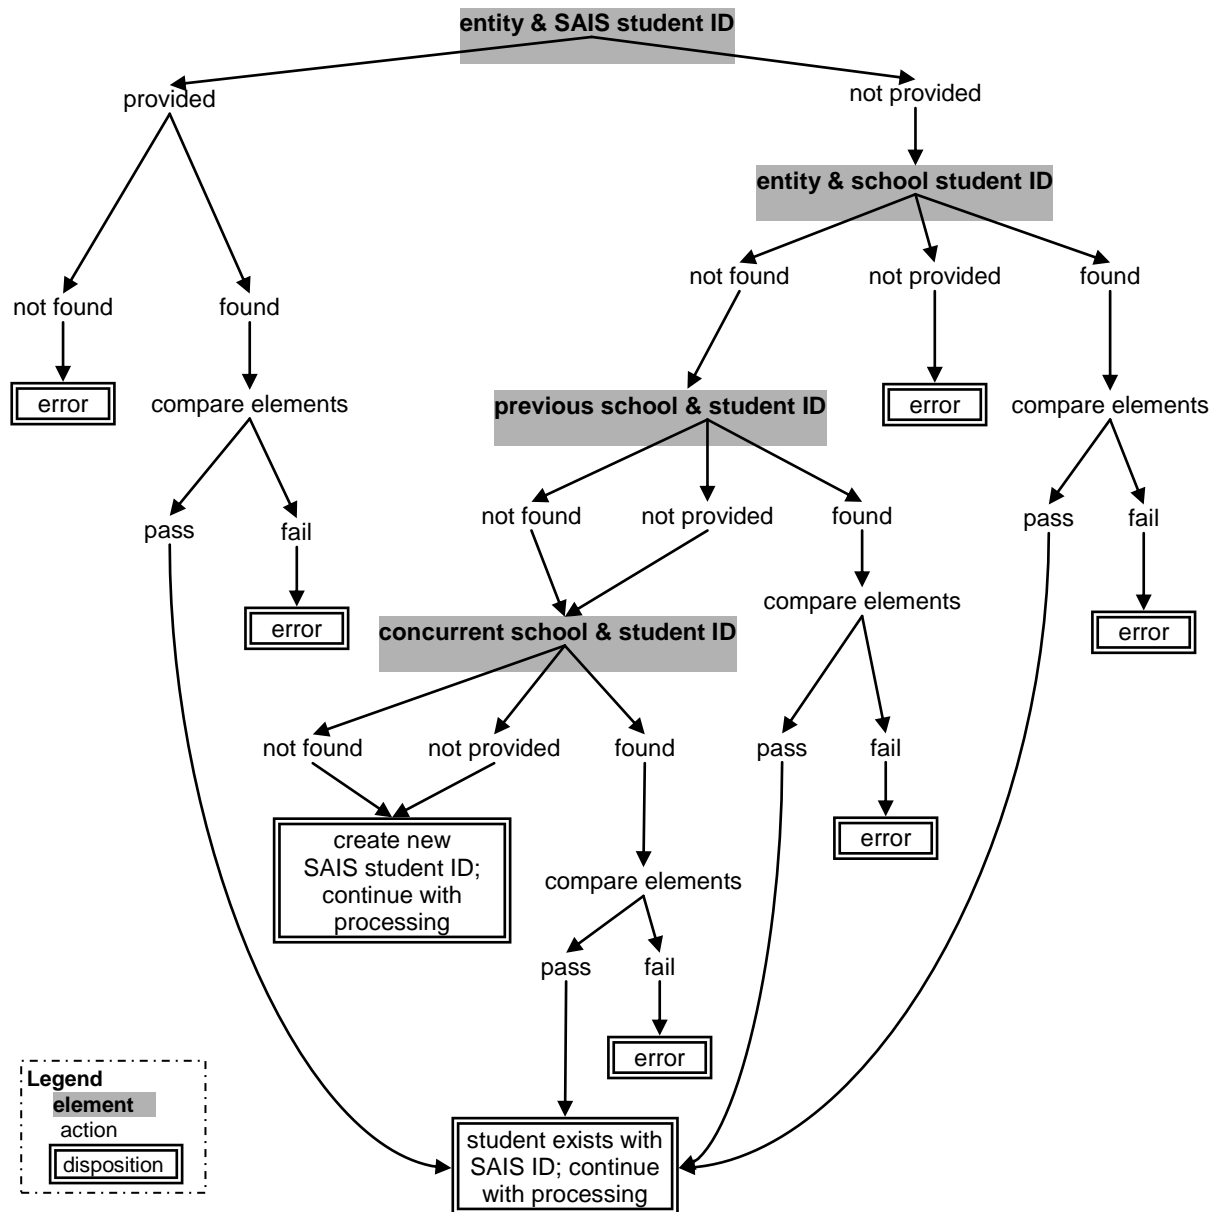 entity & SAIS student ID
provided
not provided
entity & school student ID
not found
not provided
found
not found
found
error
compare elements
previous school & student ID
error
compare elements
pass
fail
not found
not provided
found
pass
fail
error
compare elements
error
concurrent school & student ID
not found
not provided
found
pass
fail
create new
SAIS student ID;
continue with
processing
error
compare elements
pass
fail
error
Legend
element
action
disposition
student exists with
SAIS ID; continue
with processing